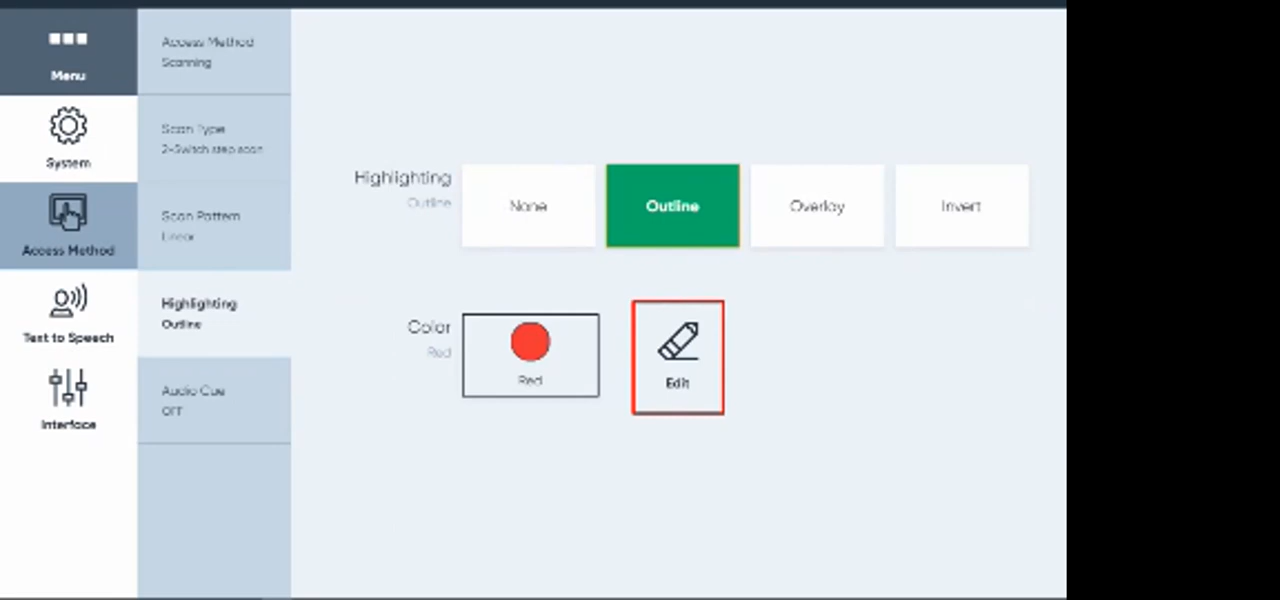 Menu
System
Access Method
Text to Speech
Interface
Access Method
Scanning
Scan Type
2-Switch step scan
Scan Pattern
Linear
Highlighting
Outline
Audio Cue
Off
Highlighting
Outline
None
Outline
Overlay
Invert
Color
Red
Red
Edit